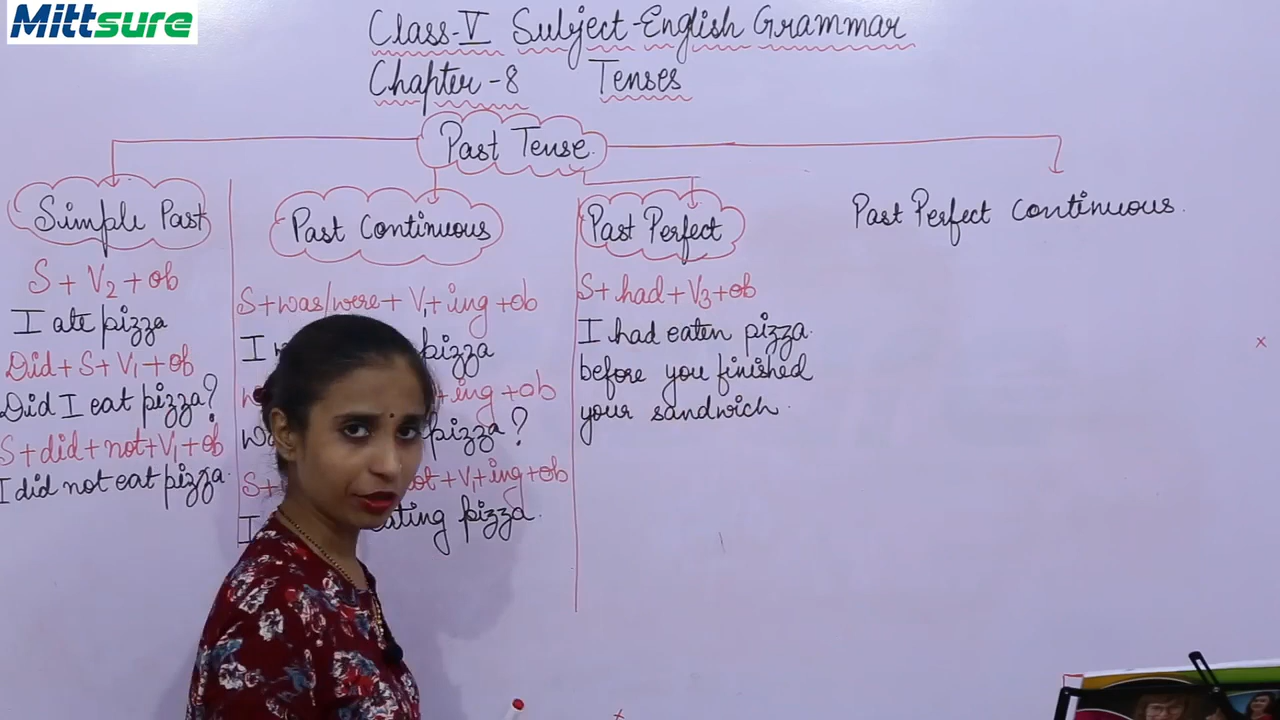 Mittsure
Class-V Subject-English Grammar
Chapter-8 Tenses
Past Tense.
Simple Past
S + V2 + ob
I ate pizza
Did + S + V1 + ob
Did I eat pizza?
S + did + not + V1 + ob
I did not eat pizza.
Past Continuous
S + was/were + V1 + ing + ob
I pizza
+ ing + ob
pizza?
S + + V1 + ing + ob
I pizza.
Past Perfect
S + had + V3 + ob
I had eaten pizza.
before you finished
your sandwich.
Past Perfect Continuous.